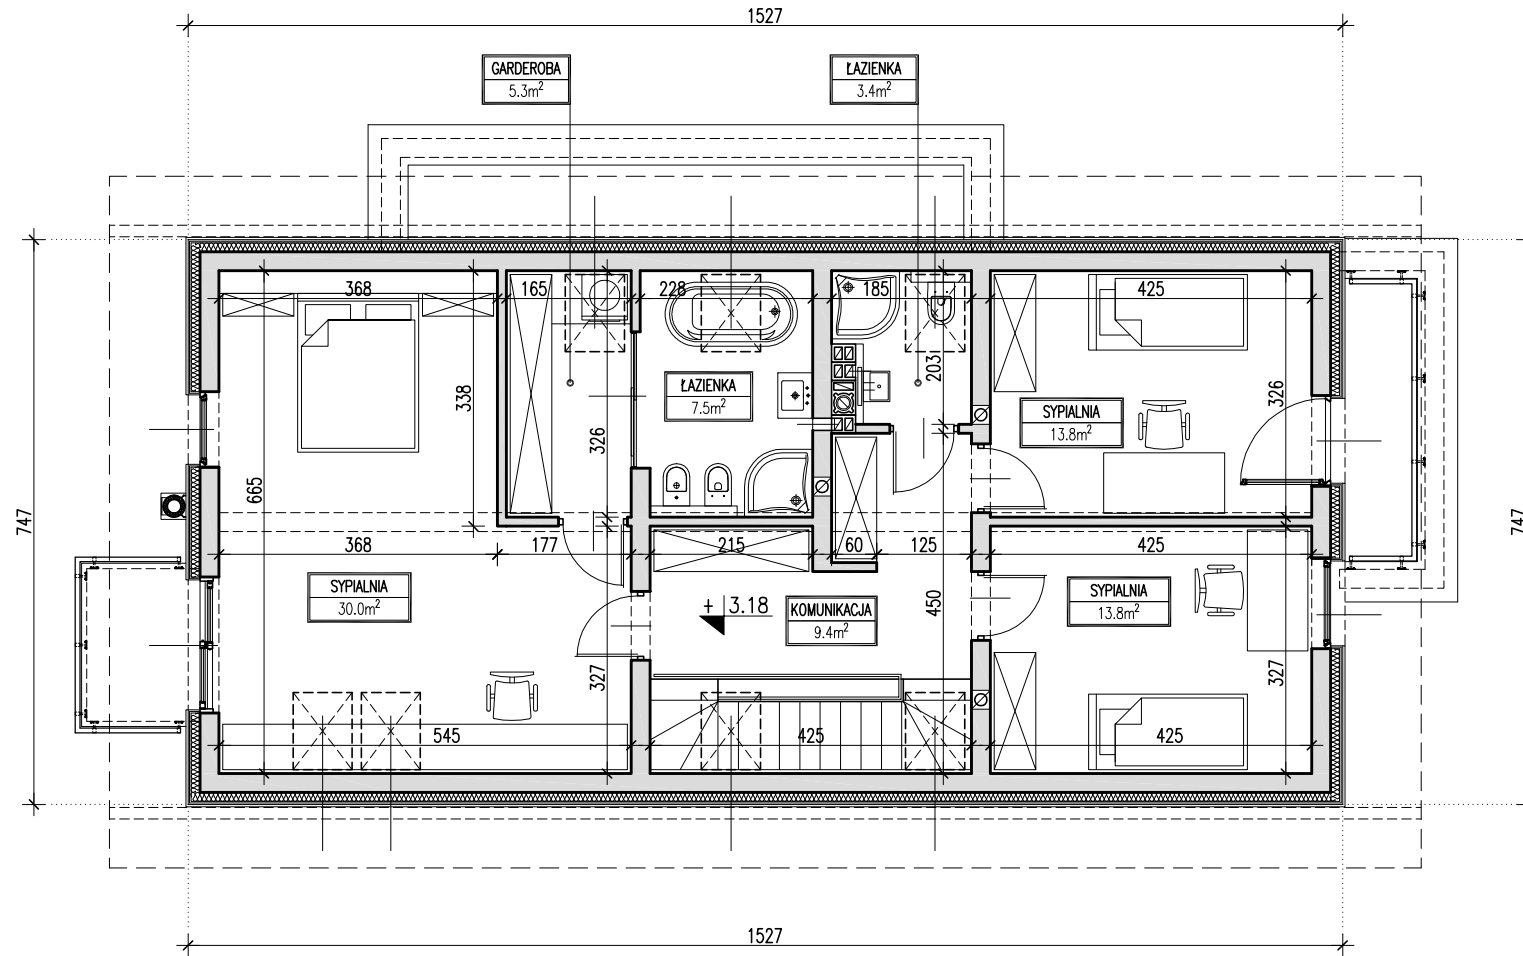 1527
GARDEROBA
5.3m²
ŁAZIENKA
3.4m²
368
165
228
185
425
203
338
326
ŁAZIENKA
7.5m²
SYPIALNIA
13.8m²
326
665
747
747
368
177
215
60
125
425
SYPIALNIA
30.0m²
+ 3.18
KOMUNIKACJA
9.4m²
450
SYPIALNIA
13.8m²
327
327
545
425
425
1527